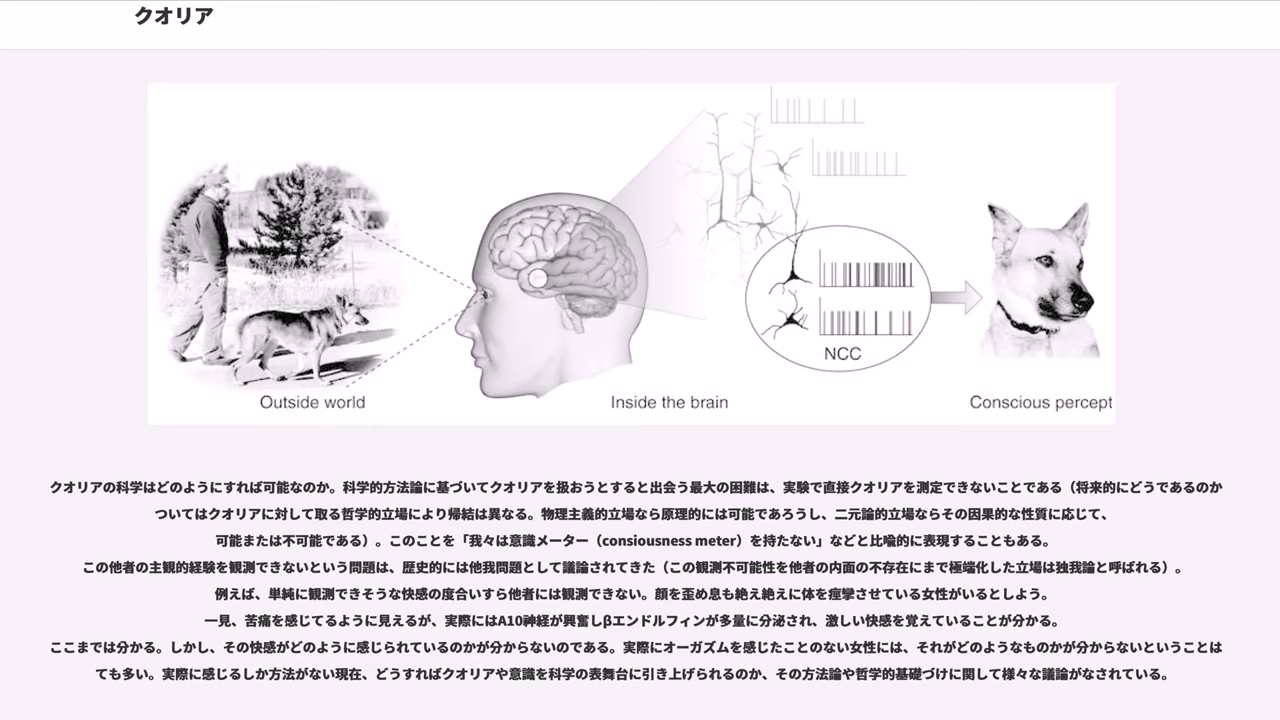 クオリア
Outside world
Inside the brain
NCC
Conscious percept
クオリアの科学はどのようにすれば可能なのか。科学的方法論に基づいてクオリアを扱おうとすると出会う最大の困難は、実験で直接クオリアを測定できないことである（将来的にどうであるのか
ついてはクオリアに対して取る哲学的立場により帰結は異なる。物理主義的立場なら原理的には可能であろうし、二元論的立場ならその因果的な性質に応じて、
可能または不可能である）。このことを「我々は意識メーター（consiousness meter）を持たない」などと比喩的に表現することもある。
この他者の主観的経験を観測できないという問題は、歴史的には他我問題として議論されてきた（この観測不可能性を他者の内面の不存在にまで極端化した立場は独我論と呼ばれる）。
例えば、単純に観測できそうな快感の度合いすら他者には観測できない。顔を歪め息も絶え絶えに体を痙攣させている女性がいるとしよう。
一見、苦痛を感じてるように見えるが、実際にはA10神経が興奮しβエンドルフィンが多量に分泌され、激しい快感を覚えていることが分かる。
ここまでは分かる。しかし、その快感がどのように感じられているのかが分からないのである。実際にオーガズムを感じたことのない女性には、それがどのようなものかが分からないということは
ても多い。実際に感じるしか方法がない現在、どうすればクオリアや意識を科学の表舞台に引き上げられるのか、その方法論や哲学的基礎づけに関して様々な議論がなされている。